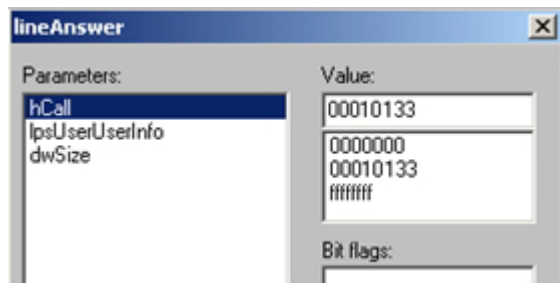 lineAnswer
Parameters:
hCall
lpsUserUserInfo
dwSize
Value:
00010133
0000000
00010133
ffffffff
Bit flags: